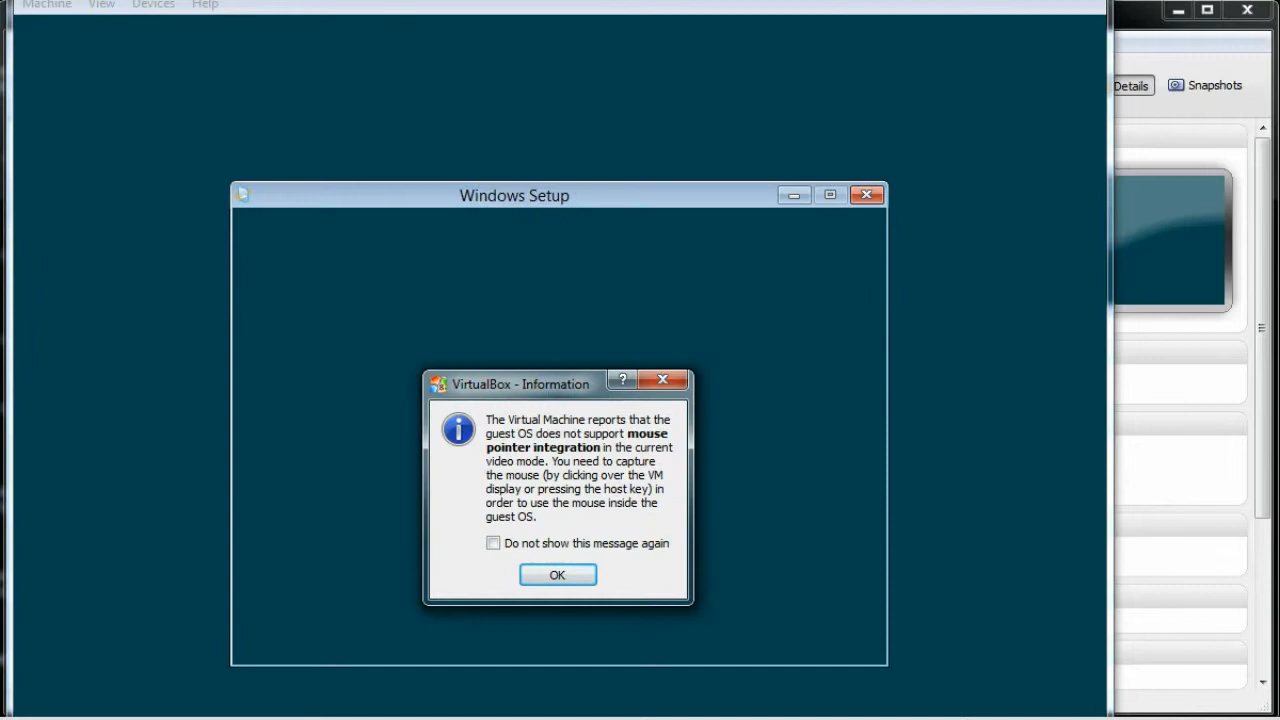 Machine View Devices Help
Details Snapshots
Windows Setup
VirtualBox - Information
The Virtual Machine reports that the
guest OS does not support mouse
pointer integration in the current
video mode. You need to capture
the mouse (by clicking over the VM
display or pressing the host key) in
order to use the mouse inside the
guest OS.
Do not show this message again
OK